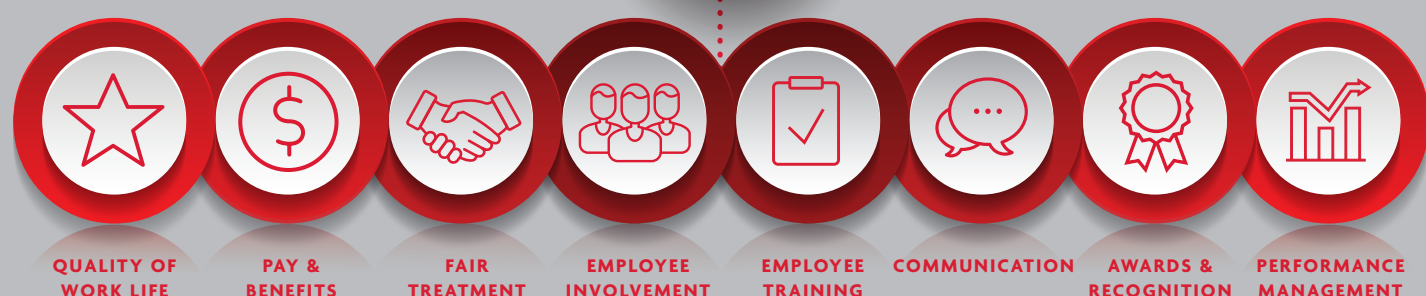 QUALITY OF
WORK LIFE
PAY &
BENEFITS
FAIR
TREATMENT
EMPLOYEE
INVOLVEMENT
EMPLOYEE
TRAINING
COMMUNICATION
AWARDS &
RECOGNITION
PERFORMANCE
MANAGEMENT